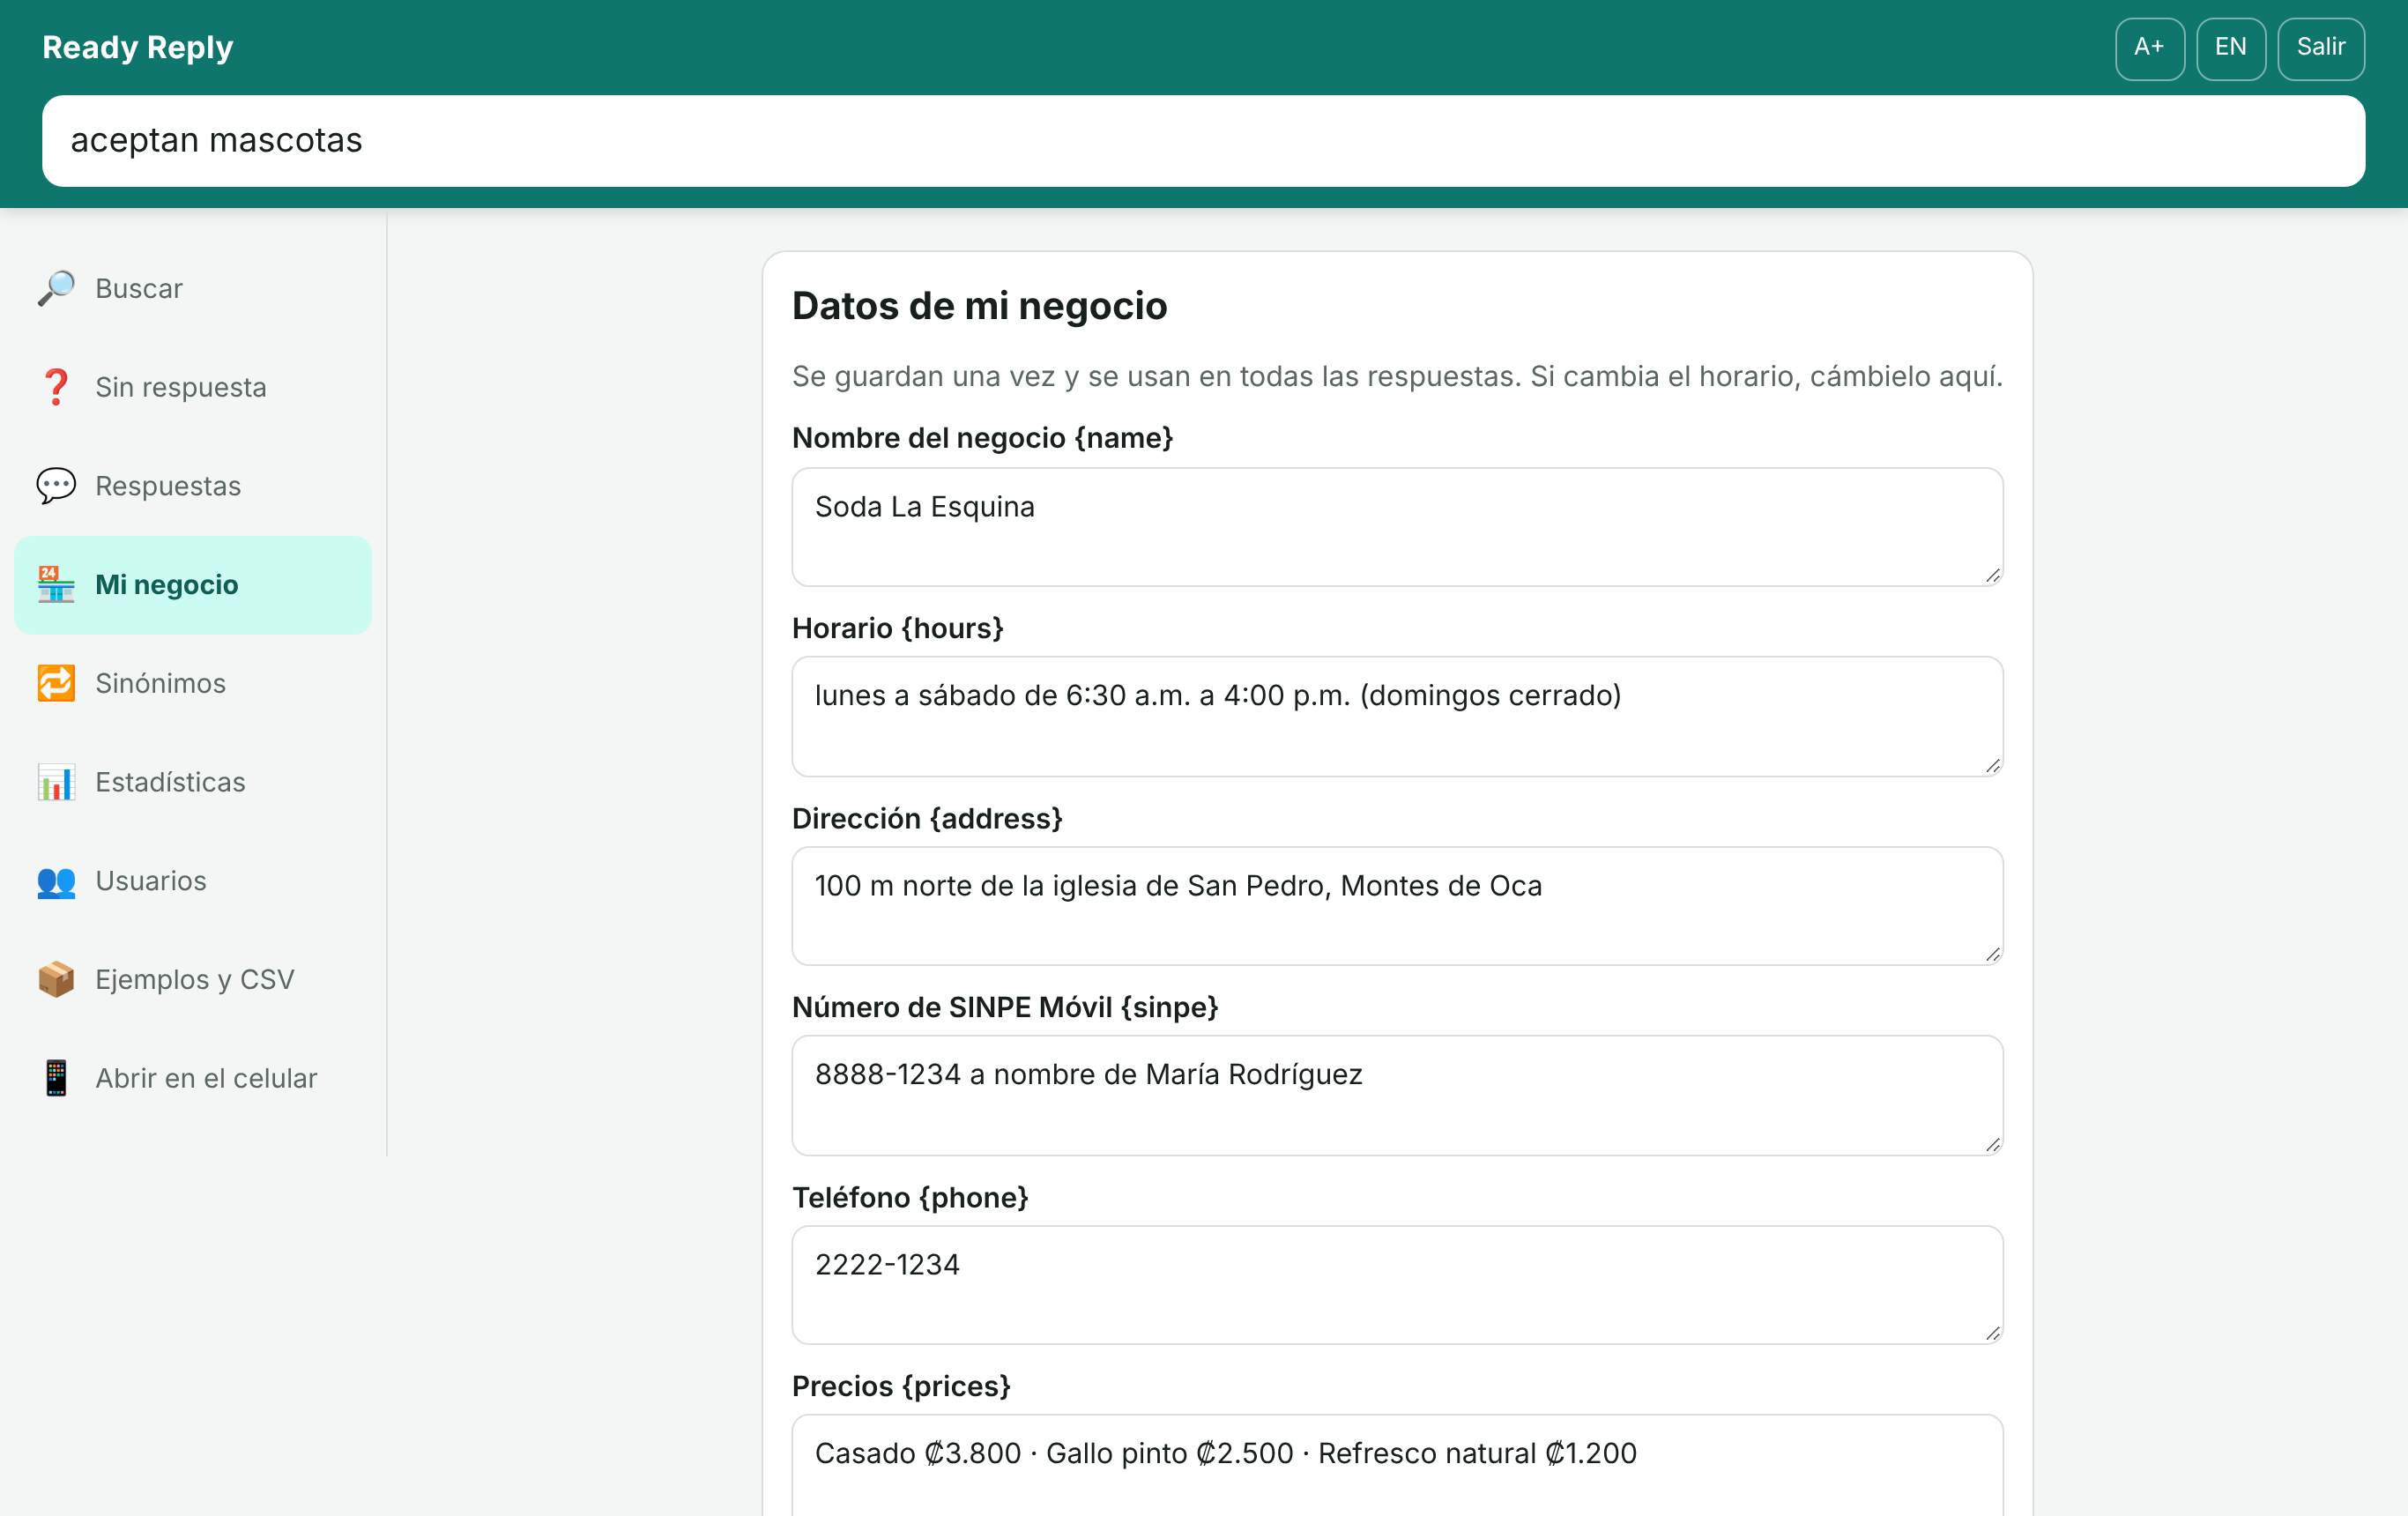 Ready Reply
A+
EN
Salir
aceptan mascotas
Buscar
Sin respuesta
Respuestas
Mi negocio
Sinónimos
Estadísticas
Usuarios
Ejemplos y CSV
Abrir en el celular
Datos de mi negocio
Se guardan una vez y se usan en todas las respuestas. Si cambia el horario, cámbielo aquí.
Nombre del negocio {name}
Soda La Esquina
Horario {hours}
lunes a sábado de 6:30 a.m. a 4:00 p.m. (domingos cerrado)
Dirección {address}
100 m norte de la iglesia de San Pedro, Montes de Oca
Número de SINPE Móvil {sinpe}
8888-1234 a nombre de María Rodríguez
Teléfono {phone}
2222-1234
Precios {prices}
Casado ₡3.800 · Gallo pinto ₡2.500 · Refresco natural ₡1.200